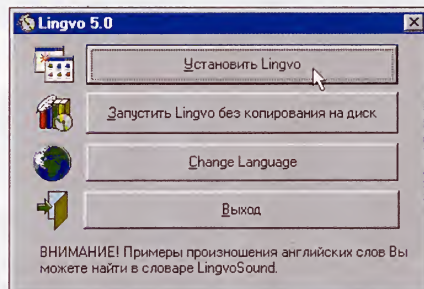 Lingvo 5.0
Установить Lingvo
Запустить Lingvo без копирования на диск
Change Language
Выход
ВНИМАНИЕ! Примеры произношения английских слов Вы
можете найти в словаре LingvoSound.